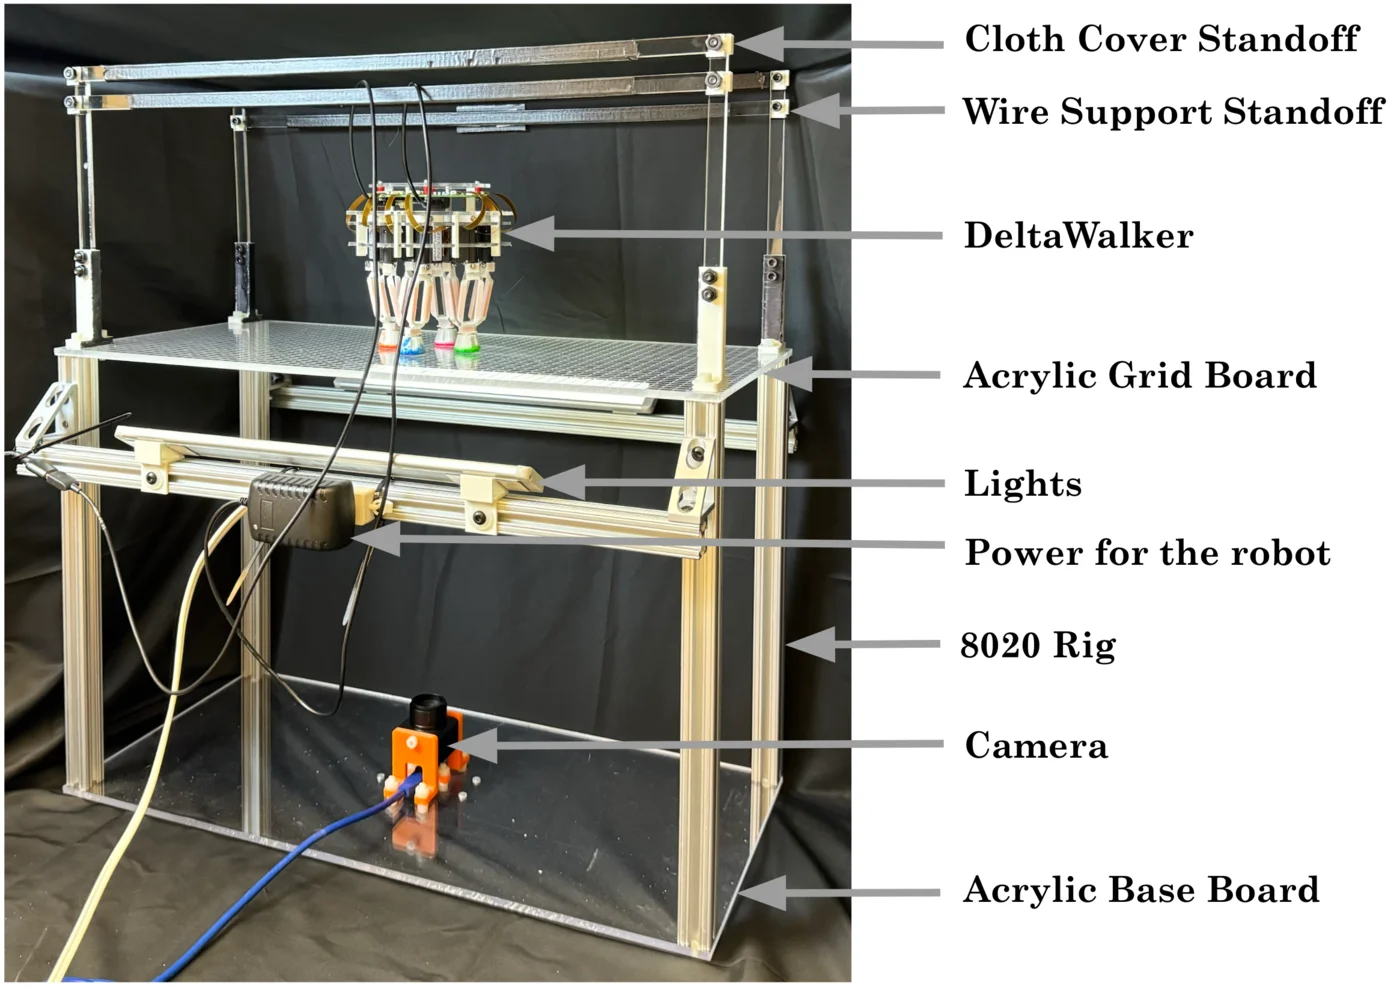 Cloth Cover Standoff
Wire Support Standoff
DeltaWalker
Acrylic Grid Board
Lights
Power for the robot
8020 Rig
Camera
Acrylic Base Board